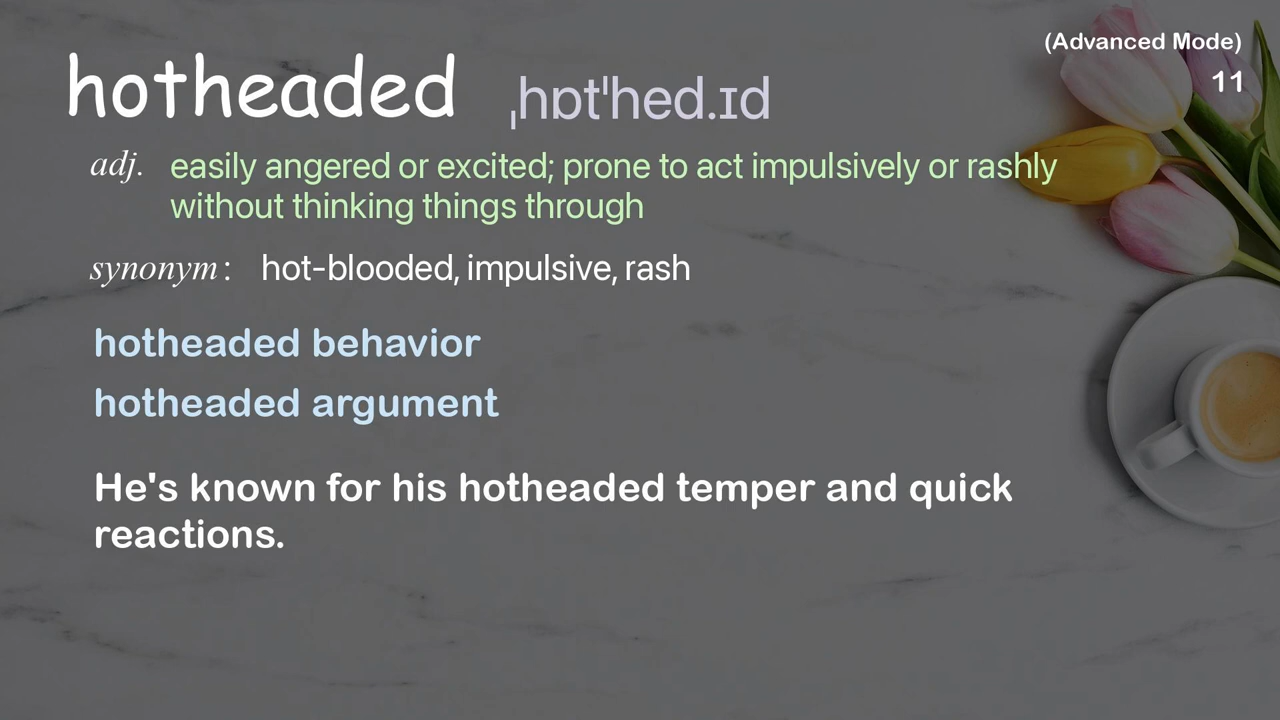 (Advanced Mode)
11
hotheaded ˌhɒtˈhed.ɪd
adj. easily angered or excited; prone to act impulsively or rashly
without thinking things through
synonym : hot-blooded, impulsive, rash
hotheaded behavior
hotheaded argument
He's known for his hotheaded temper and quick
reactions.